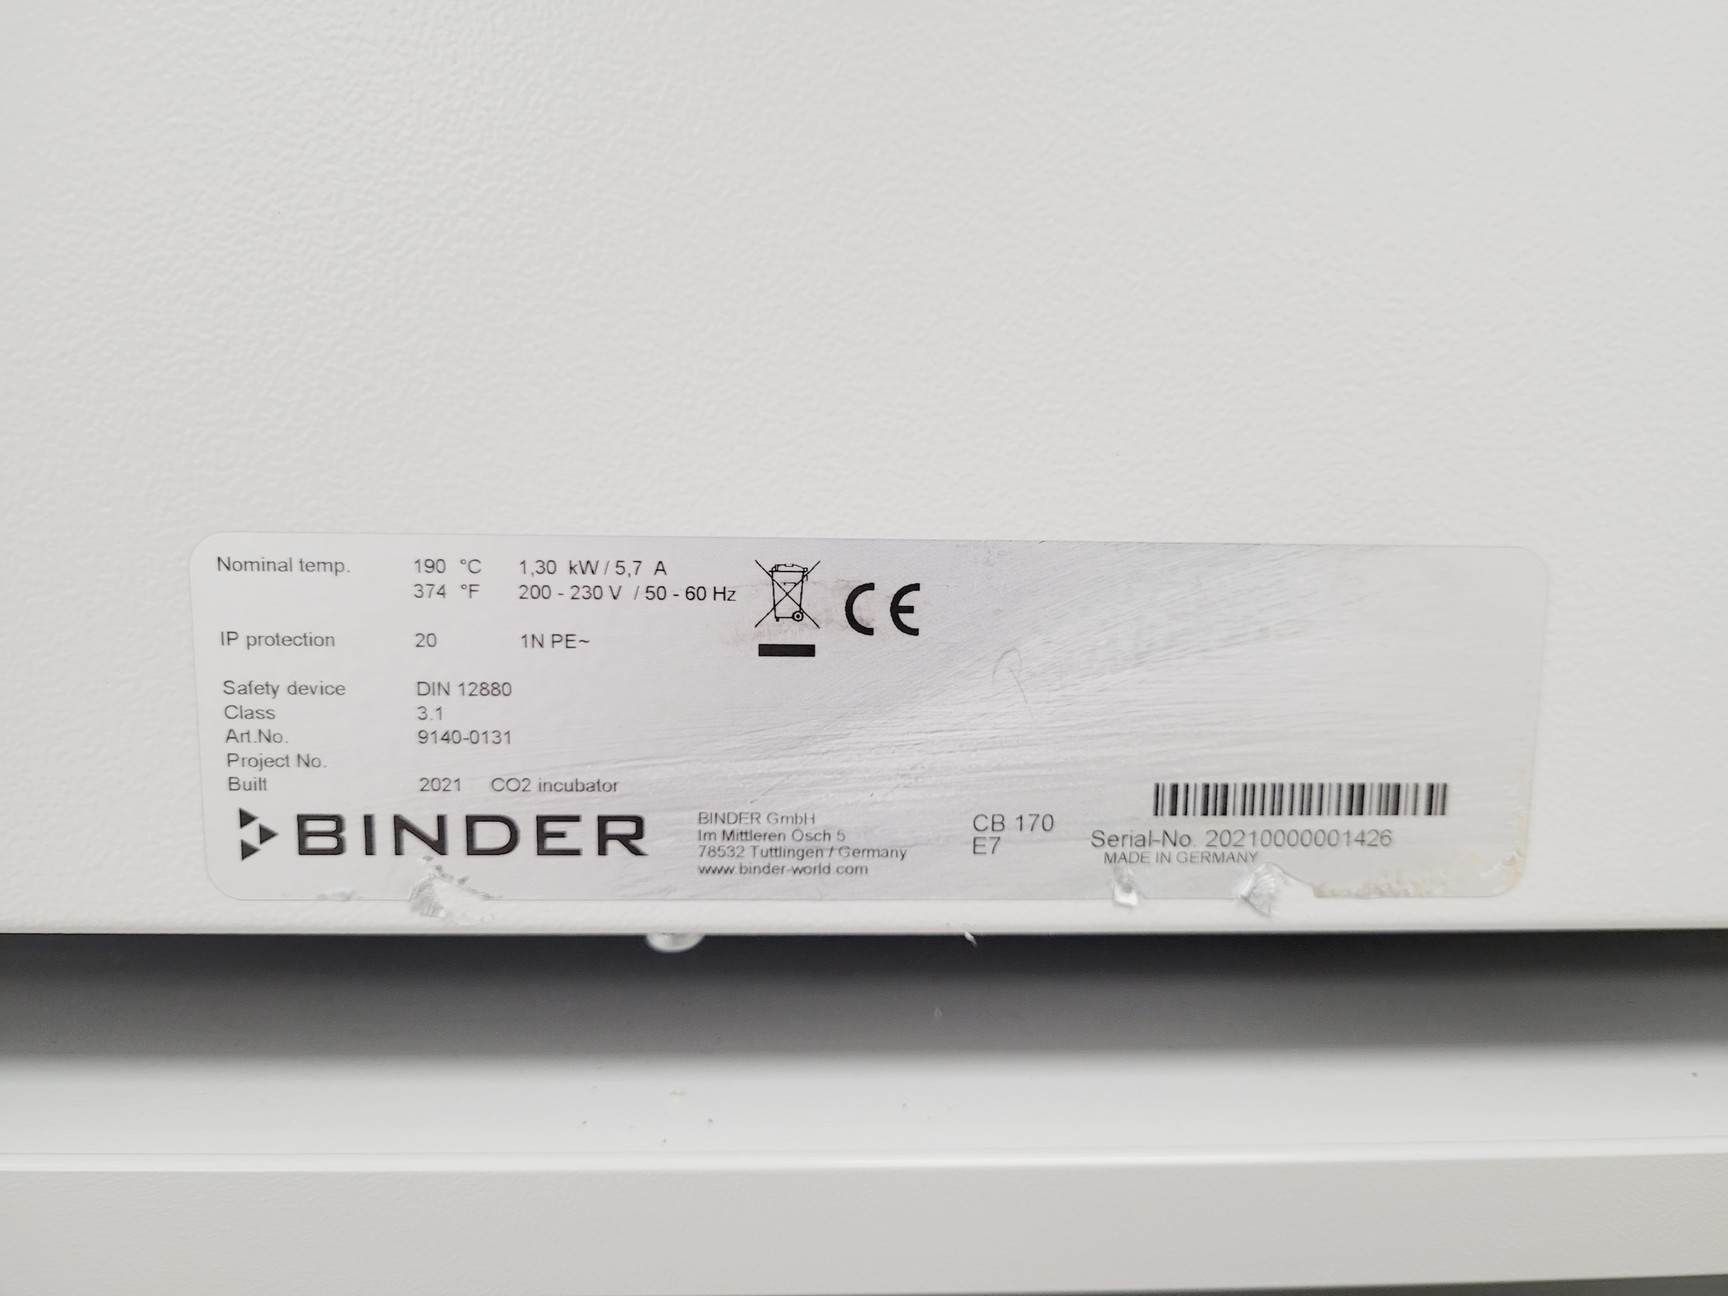 Nominal temp. 190 °C 1,30 kW / 5,7 A
374 °F 200 - 230 V / 50 - 60 Hz
IP protection 20 1N PE~
CE
Safety device DIN 12880
Class 3.1
Art.No. 9140-0131
Project No.
Built 2021 CO2 incubator
BINDER
BINDER GmbH
Im Mittleren Ösch 5
78532 Tuttlingen / Germany
www.binder-world.com
CB 170
E7
Serial-No. 20210000001426
MADE IN GERMANY